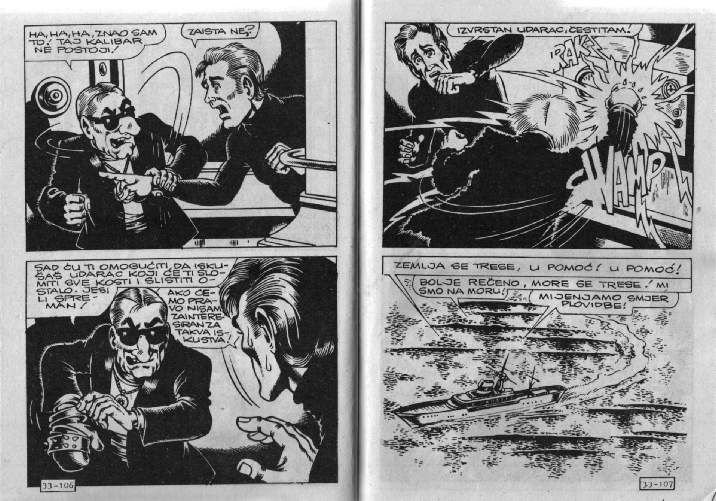 HA, HA, HA, ZNAO SAM
TO! TAJ KALIBAR
NE POSTOJI!
ZAISTA NE?
SAD ĆU TI OMOGUĆITI, DA ISKU-
ŠAŠ UDARAC KOJI ĆE TI SLO-
MITI SVE KOSTI I SLISTITI O-
STALO. JESI
LI SPRE-
MAN!
AKO ĆE-
MO PRA-
VO NISAM
ZAINTERE-
SIRAN ZA
TAKVA IS-
KUSTVA!
33-106
IZVRSTAN UDARAC, ČESTITAM!
PAK
WAMP
ZEMLJA SE TRESE, U POMOĆ! U POMOĆ!
BOLJE REČENO, MORE SE TRESE! MI
SMO NA MORU!
MIJENJAMO SMJER
PLOVIDBE!
33-107